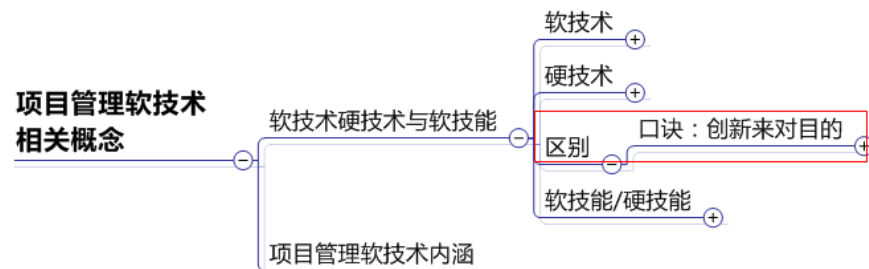 项目管理软技术
相关概念
软技术硬技术与软技能
软技术
硬技术
区别
口诀：创新来对目的
软技能/硬技能
项目管理软技术内涵